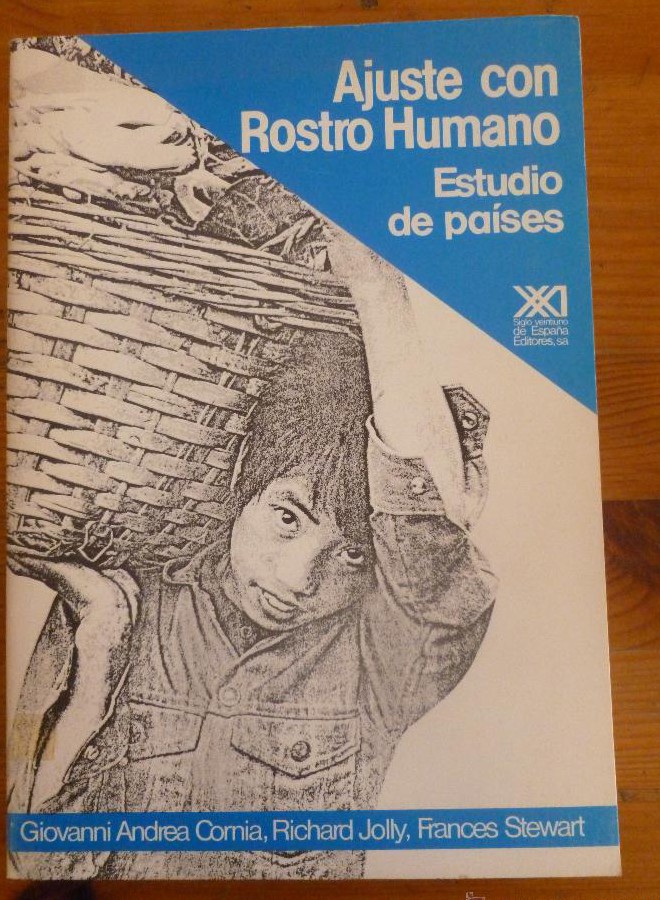 Ajuste con
Rostro Humano
Estudio
de países
XXI
Siglo veintiuno
de España
Editores, sa
Giovanni Andrea Cornia, Richard Jolly, Frances Stewart